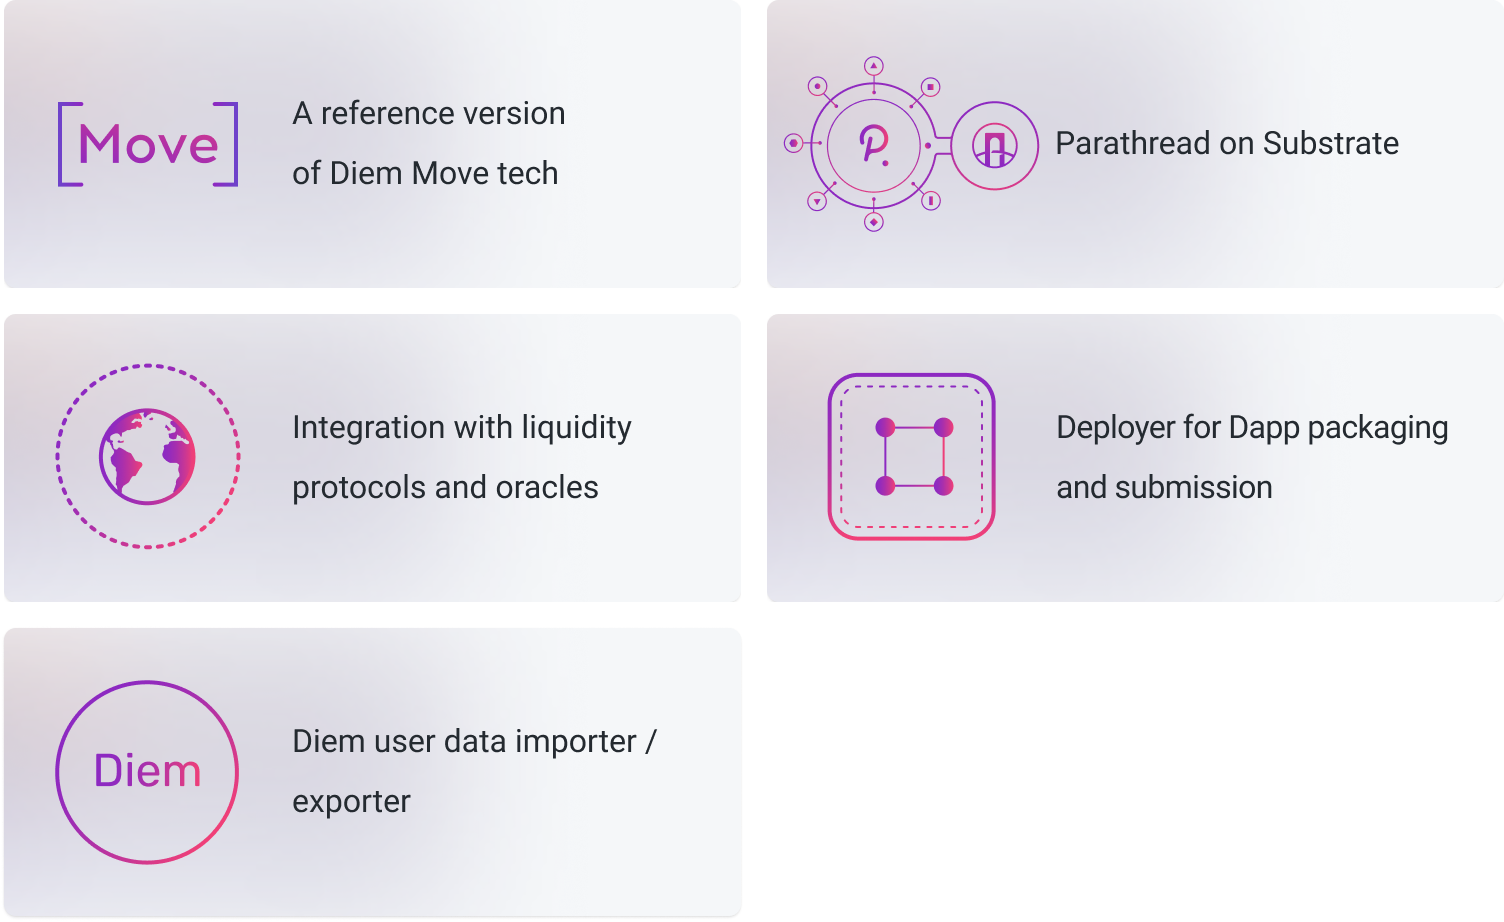 Move
A reference version
of Diem Move tech
Parathread on Substrate
Integration with liquidity
protocols and oracles
Deployer for Dapp packaging
and submission
Diem
Diem user data importer /
exporter